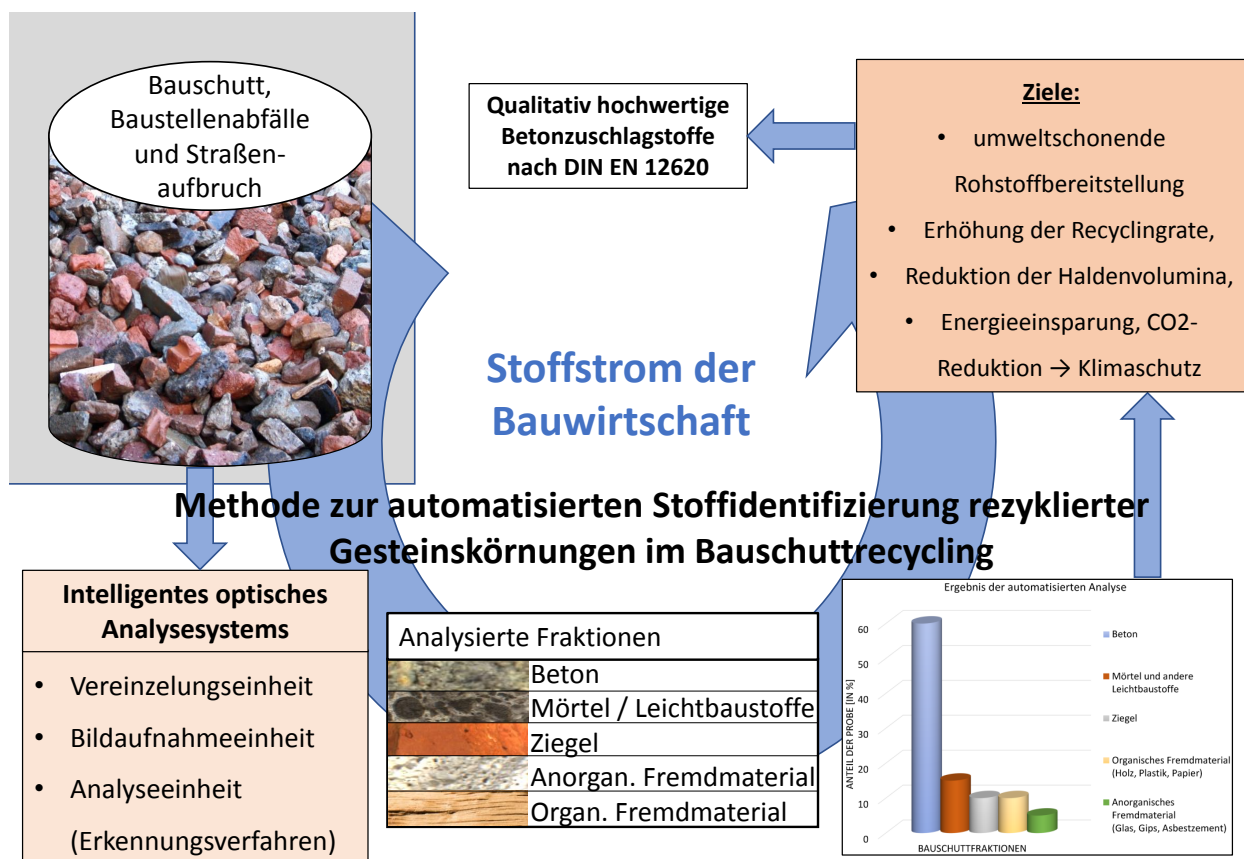 Bauschutt,
Baustellenabfälle
und Straßen-
aufbruch
Qualitativ hochwertige
Betonzuschlagstoffe
nach DIN EN 12620
Ziele:
• umweltschonende
Rohstoffbereitstellung
• Erhöhung der Recyclingrate,
• Reduktion der Haldenvolumina,
• Energieeinsparung, CO2-
Reduktion → Klimaschutz
Stoffstrom der
Bauwirtschaft
Methode zur automatisierten Stoffidentifizierung rezyklierter
Gesteinskörnungen im Bauschuttrecycling
Intelligentes optisches
Analysesystems
• Vereinzelungseinheit
• Bildaufnahmeeinheit
• Analyseeinheit
(Erkennungsverfahren)
Analysierte Fraktionen
Beton
Mörtel / Leichtbaustoffe
Ziegel
Anorgan. Fremdmaterial
Organ. Fremdmaterial
Ergebnis der automatisierten Analyse
ANTEIL DER PROBE [IN %]
60
50
40
30
20
10
0
BAUSCHUTTFRAKTIONEN
Beton
Mörtel und andere
Leichtbaustoffe
Ziegel
Organisches Fremdmaterial
(Holz, Plastik, Papier)
Anorganisches
Fremdmaterial
(Glas, Gips, Asbestzement)